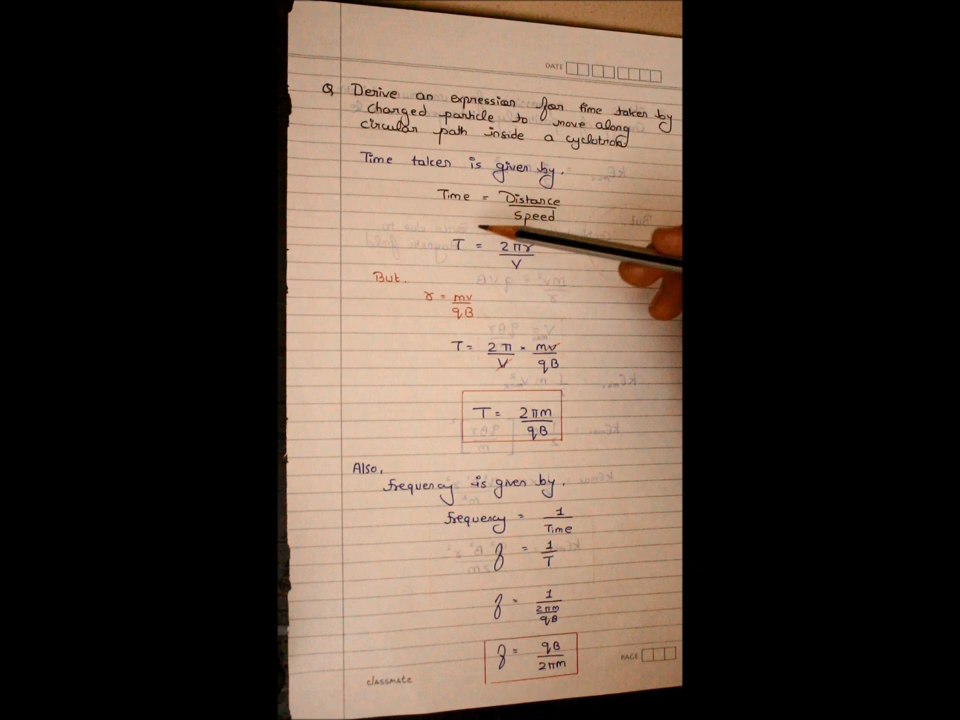 DATE
Q Derive an expression for time taken by
charged particle to move along
circular path inside a cyclotron
Time taken is given by.
Time = Distance / Speed
T = 2πr / V
But.
r = mv / qB
T = 2π / V × mv / qB
T = 2πm / qB
Also,
frequency is given by.
frequency = 1 / Time
f = 1 / T
f = 1 / (2πm / qB)
f = qB / 2πm
PAGE
classmate